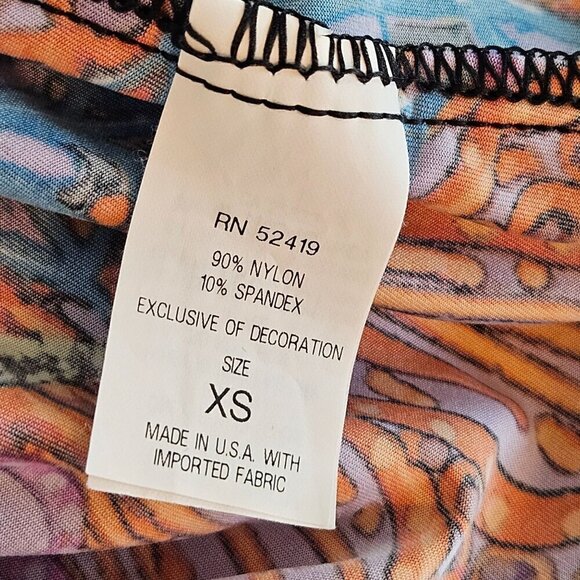 RN 52419
90% NYLON
10% SPANDEX
EXCLUSIVE OF DECORATION
SIZE
XS
MADE IN U.S.A. WITH
IMPORTED FABRIC